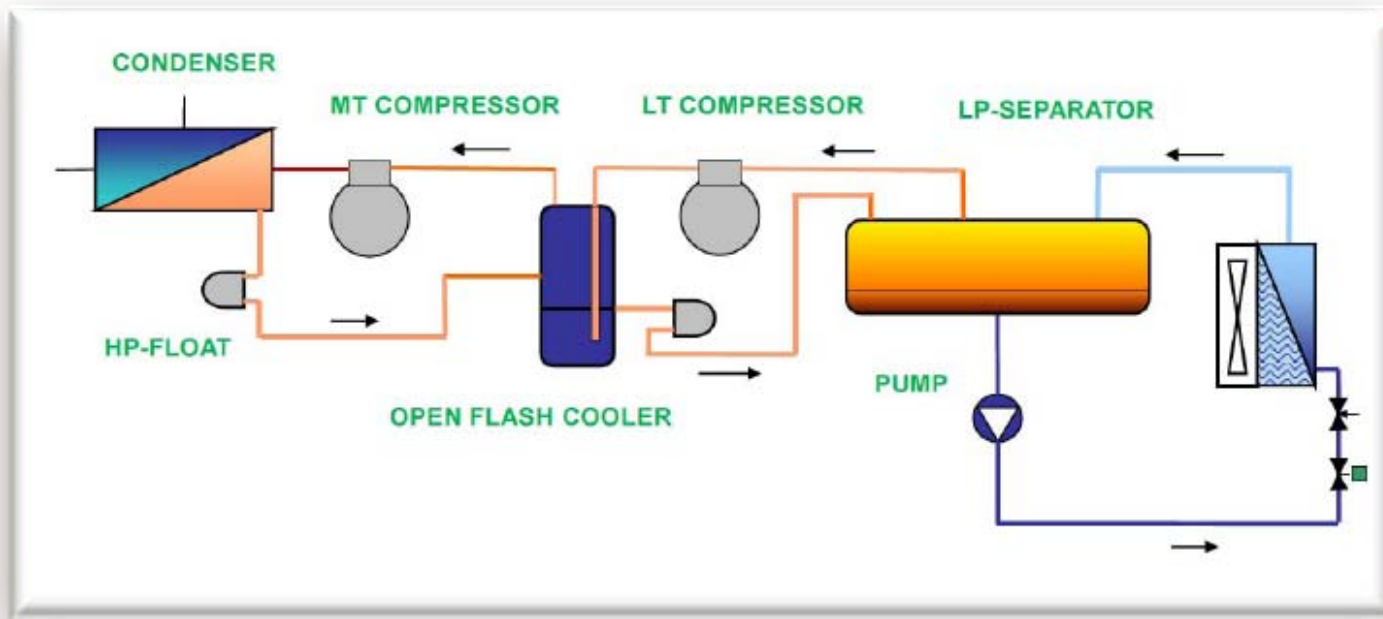 CONDENSER
MT COMPRESSOR
LT COMPRESSOR
LP-SEPARATOR
HP-FLOAT
OPEN FLASH COOLER
PUMP